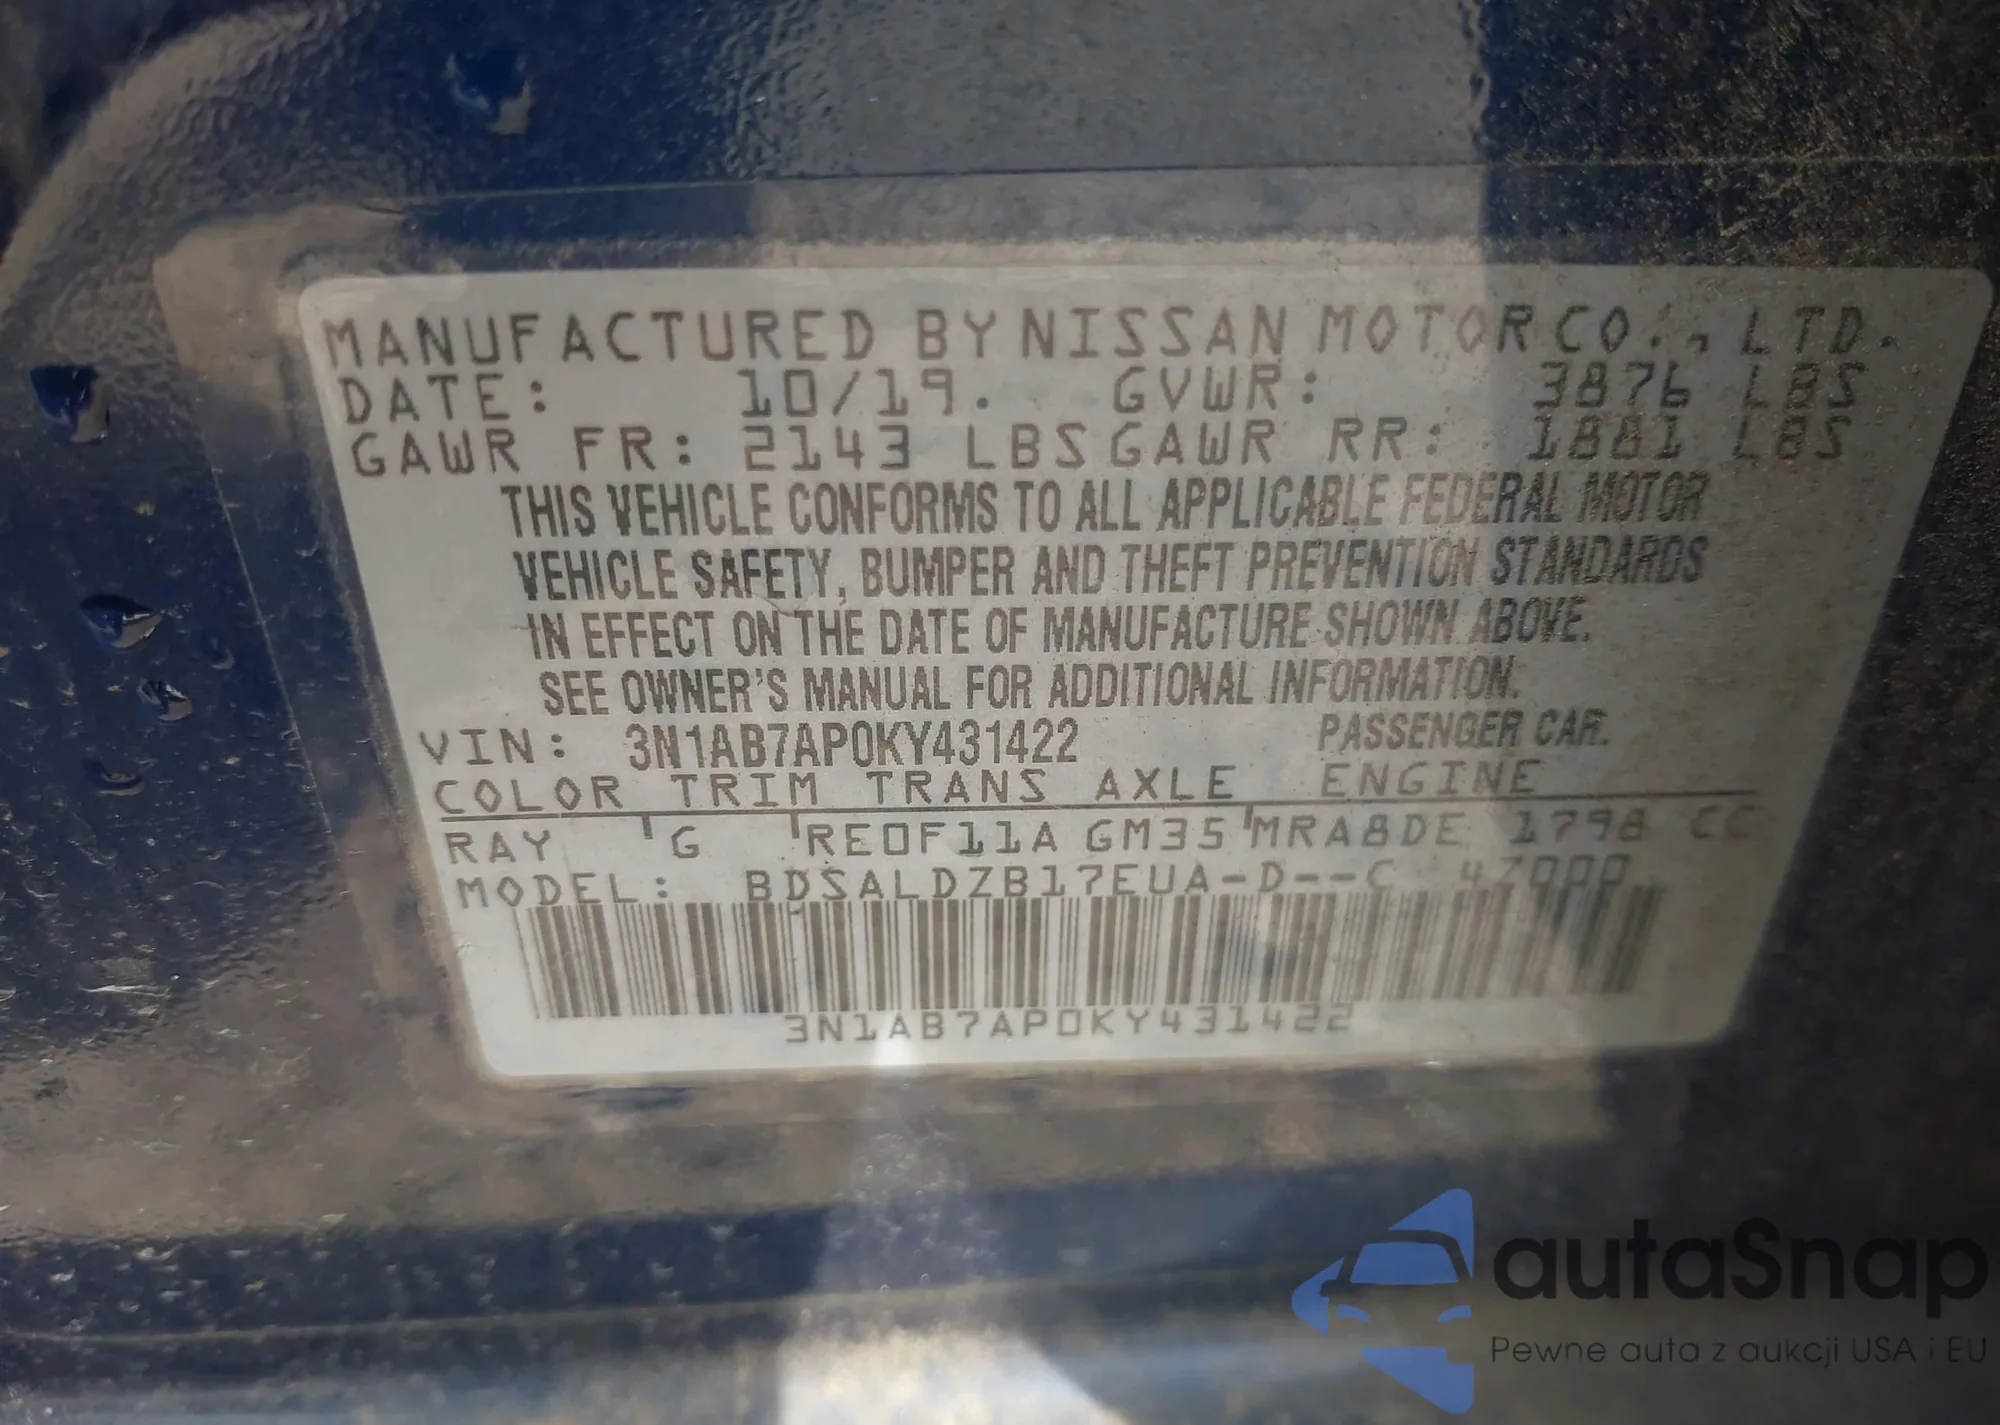 MANUFACTURED BY NISSAN MOTOR CO., LTD.
DATE: 10/19. GVWR: 3876 LBS
GAWR FR: 2143 LBS GAWR RR: 1881 LBS
THIS VEHICLE CONFORMS TO ALL APPLICABLE FEDERAL MOTOR
VEHICLE SAFETY, BUMPER AND THEFT PREVENTION STANDARDS
IN EFFECT ON THE DATE OF MANUFACTURE SHOWN ABOVE.
SEE OWNER'S MANUAL FOR ADDITIONAL INFORMATION.
VIN: 3N1AB7AP0KY431422 PASSENGER CAR.
COLOR TRIM TRANS AXLE ENGINE
RAY G RE0F11A GM35 MRA8DE 1798 CC
MODEL: BDSALDZB17EUA-D--C 47000
3N1AB7AP0KY431422
autaSnap
Pewne auta z aukcji USA i EU